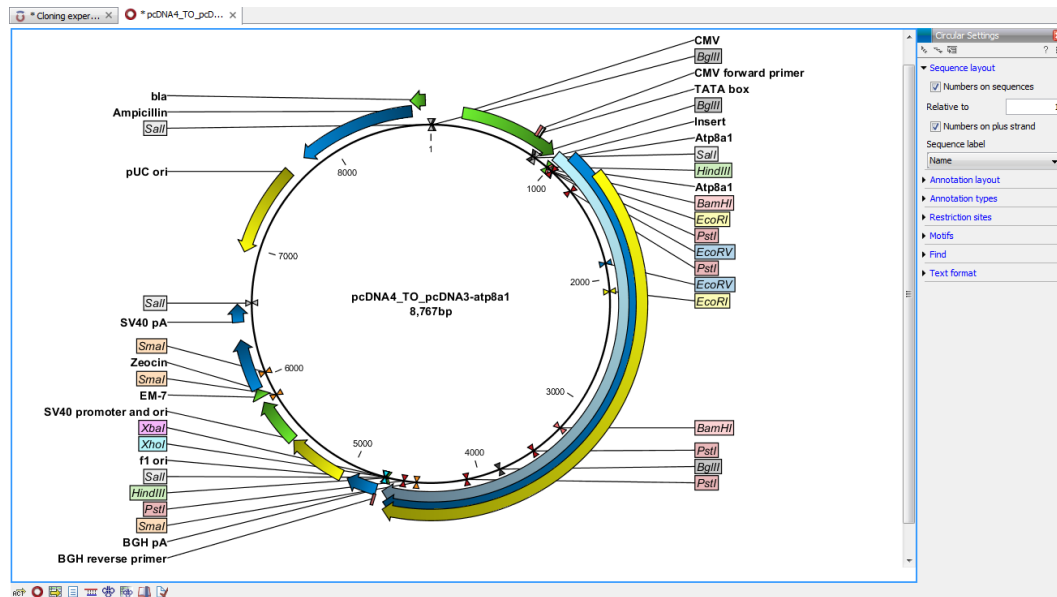 * Cloning exper...
* pcDNA4_TO_pcD...
CMV
BglII
CMV forward primer
TATA box
BglII
Insert
Atp8a1
SalI
HindIII
Atp8a1
BamHI
EcoRI
PstI
EcoRV
PstI
EcoRV
EcoRI
BamHI
PstI
BglII
PstI
bla
Ampicillin
SalI
pUC ori
SalI
SV40 pA
SmaI
Zeocin
SmaI
EM-7
SV40 promoter and ori
XbaI
XhoI
f1 ori
SalI
HindIII
PstI
SmaI
BGH pA
BGH reverse primer
1
1000
2000
3000
4000
5000
6000
7000
8000
pcDNA4_TO_pcDNA3-atp8a1
8,767bp
Circular Settings
?
Sequence layout
Numbers on sequences
Relative to
1
Numbers on plus strand
Sequence label
Name
Annotation layout
Annotation types
Restriction sites
Motifs
Find
Text format